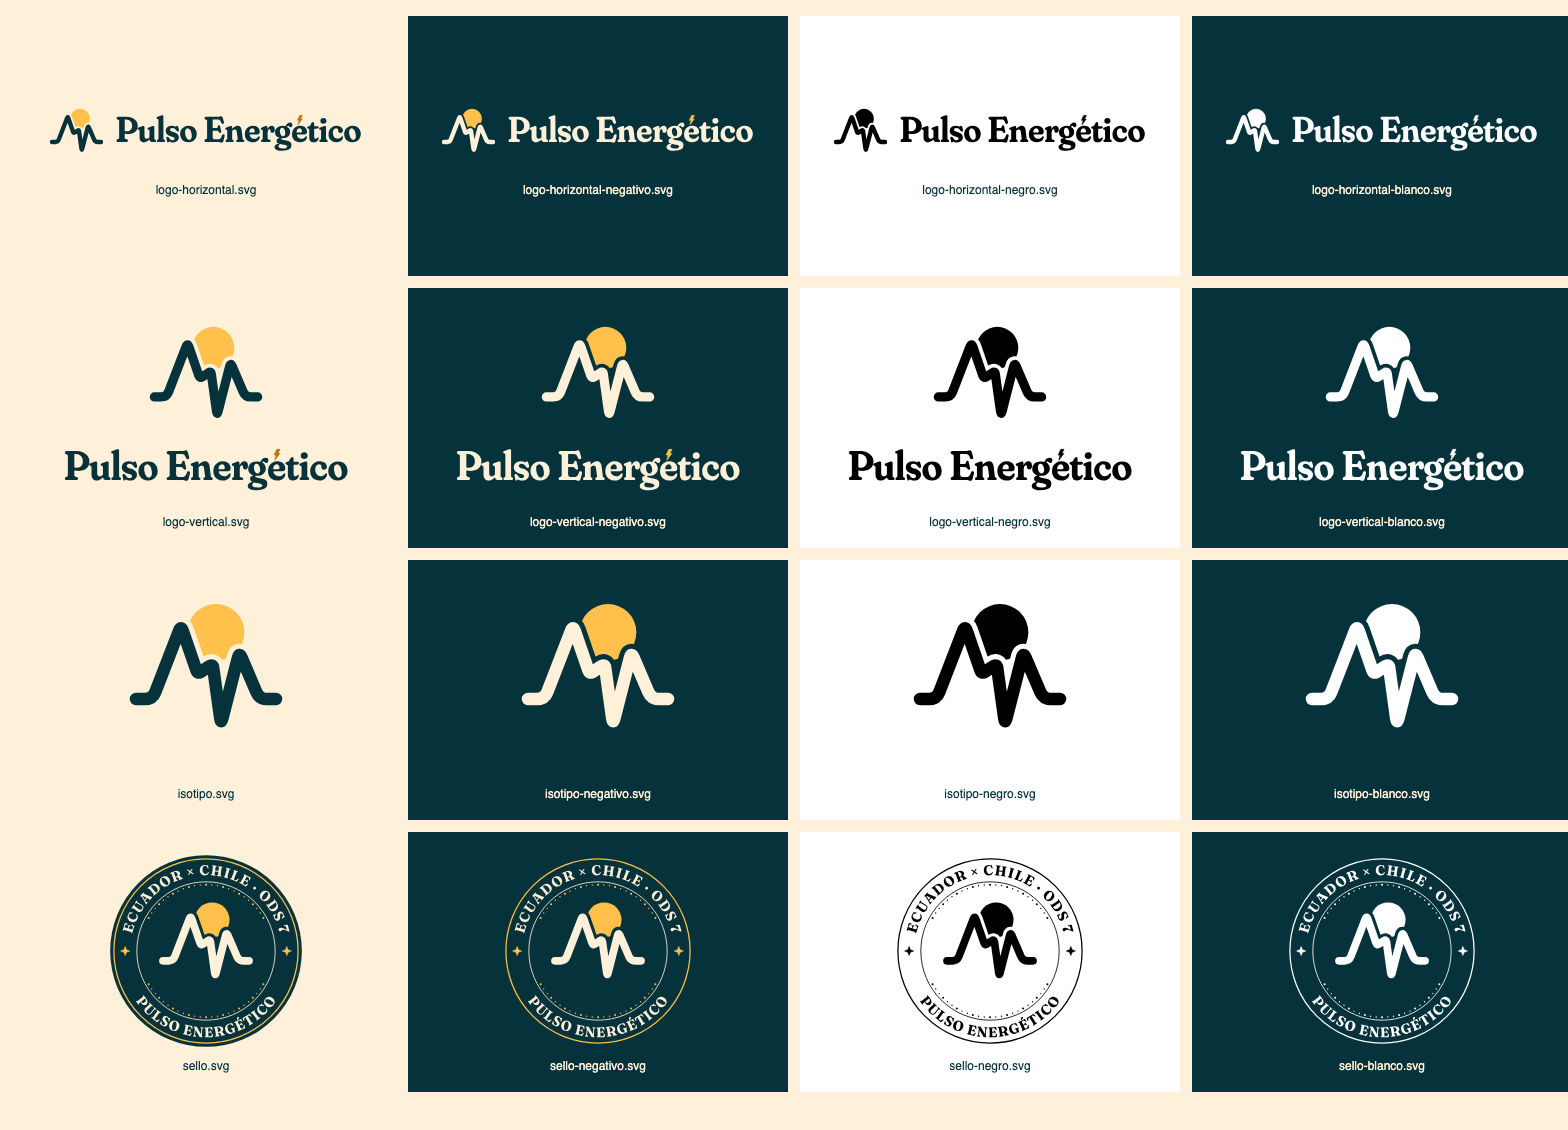 Pulso Energético
logo-horizontal.svg
Pulso Energético
logo-horizontal-negativo.svg
Pulso Energético
logo-horizontal-negro.svg
Pulso Energético
logo-horizontal-blanco.svg
Pulso Energético
logo-vertical.svg
Pulso Energético
logo-vertical-negativo.svg
Pulso Energético
logo-vertical-negro.svg
Pulso Energético
logo-vertical-blanco.svg
isotipo.svg
isotipo-negativo.svg
isotipo-negro.svg
isotipo-blanco.svg
ECUADOR × CHILE · ODS 7
PULSO ENERGÉTICO
sello.svg
ECUADOR × CHILE · ODS 7
PULSO ENERGÉTICO
sello-negativo.svg
ECUADOR × CHILE · ODS 7
PULSO ENERGÉTICO
sello-negro.svg
ECUADOR × CHILE · ODS 7
PULSO ENERGÉTICO
sello-blanco.svg